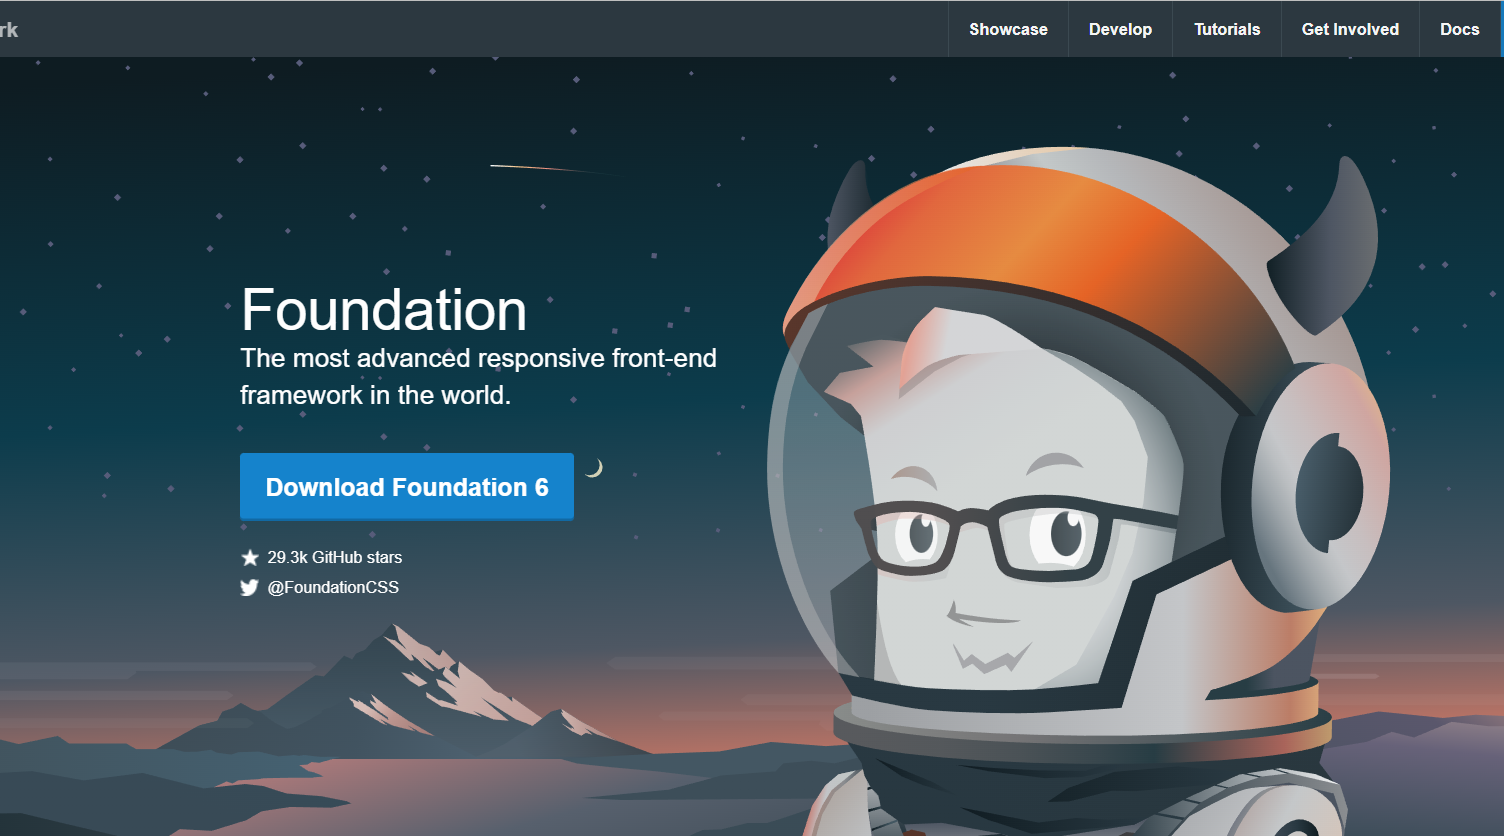 rk
Showcase
Develop
Tutorials
Get Involved
Docs
Foundation
The most advanced responsive front-end
framework in the world.
Download Foundation 6
29.3k GitHub stars
@FoundationCSS